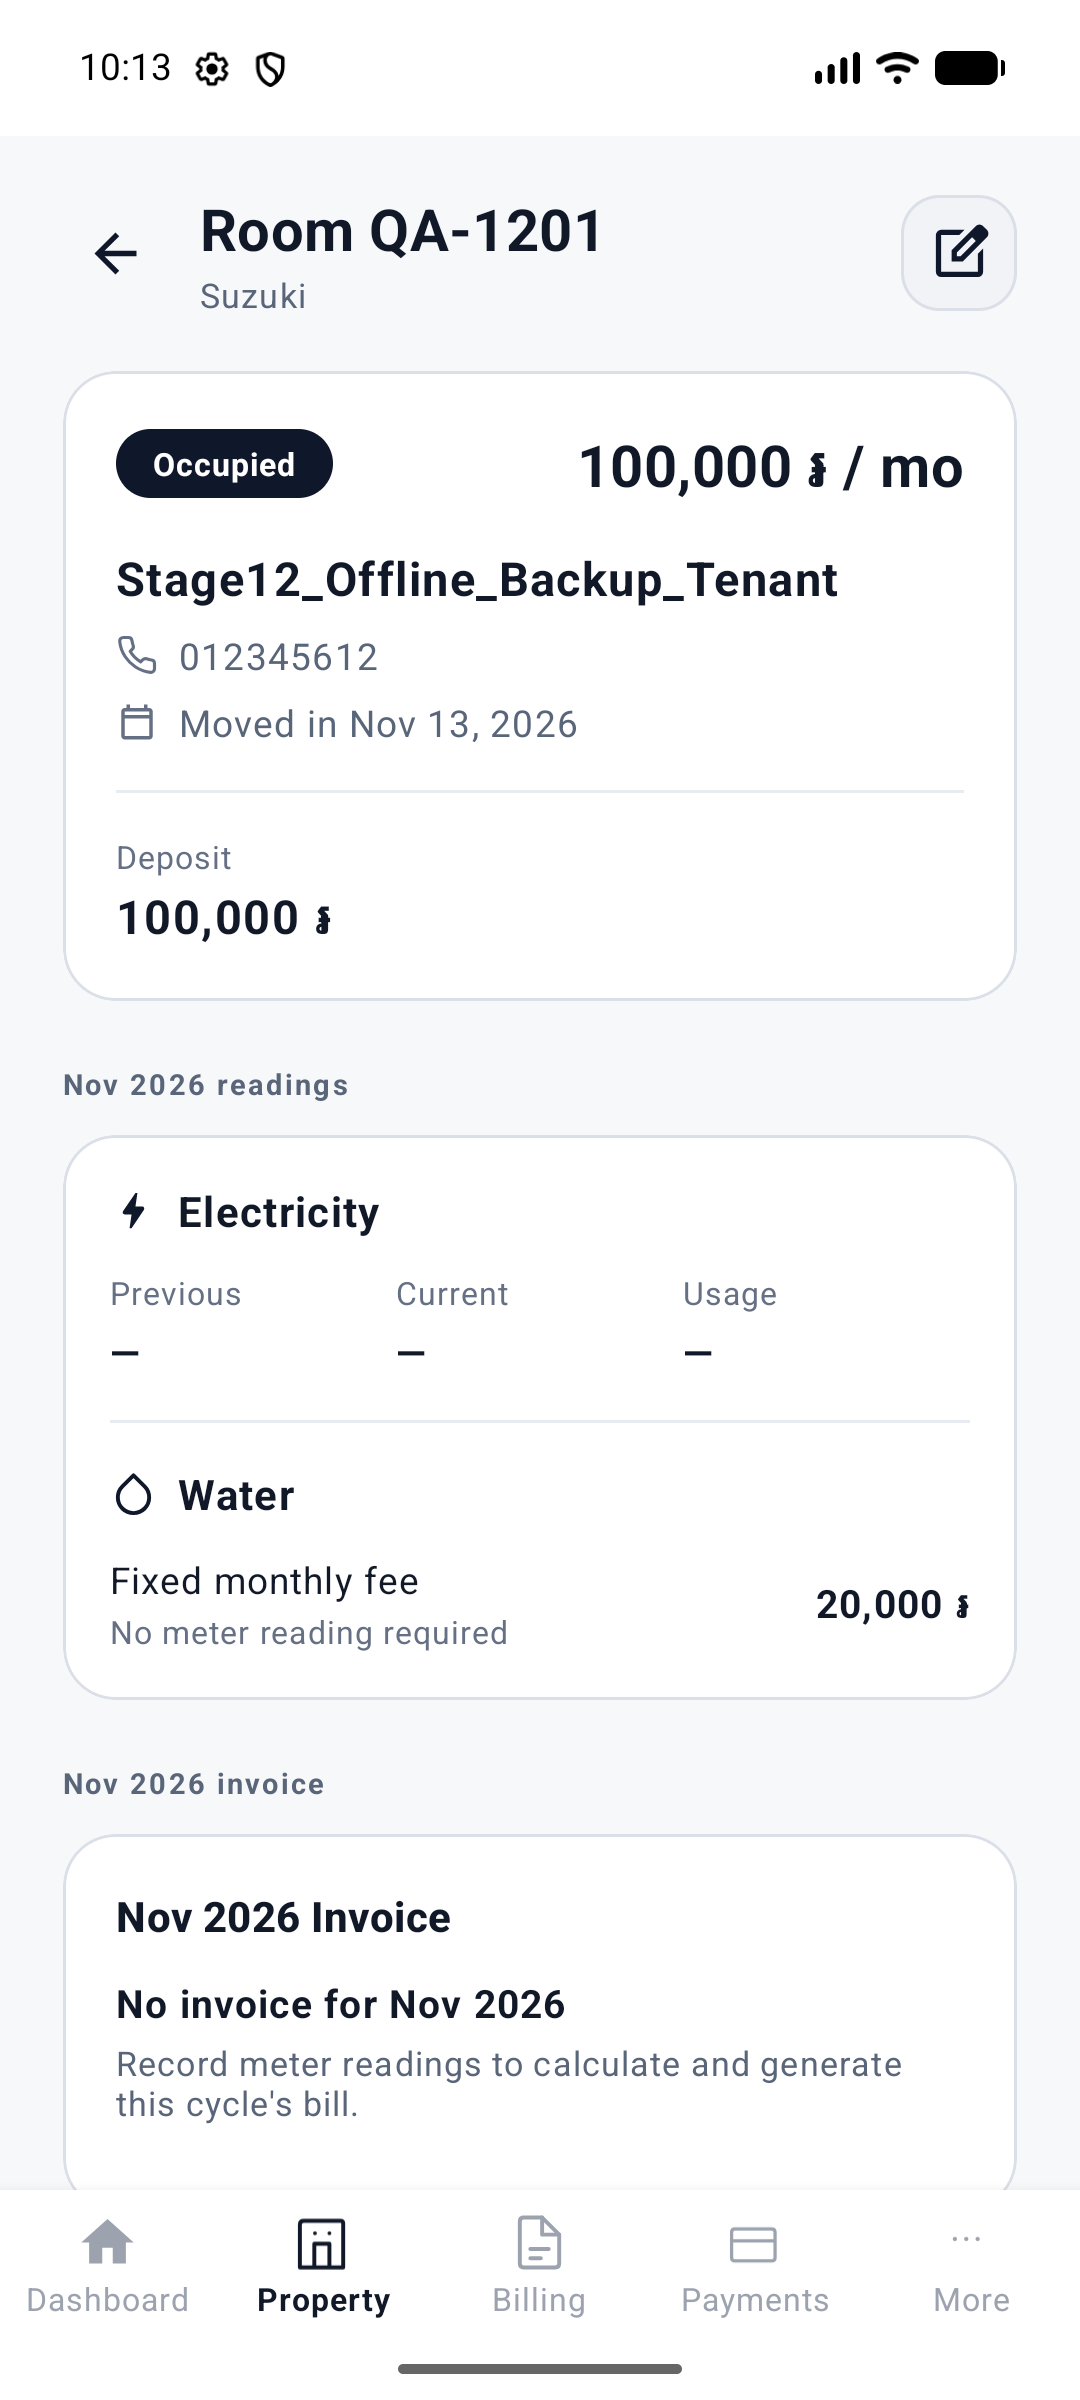 10:13
Room QA-1201
Suzuki
Occupied
100,000 ៛ / mo
Stage12_Offline_Backup_Tenant
012345612
Moved in Nov 13, 2026
Deposit
100,000 ៛
Nov 2026 readings
Electricity
Previous Current Usage
– – –
Water
Fixed monthly fee
20,000 ៛
No meter reading required
Nov 2026 invoice
Nov 2026 Invoice
No invoice for Nov 2026
Record meter readings to calculate and generate
this cycle's bill.
Dashboard Property Billing Payments More